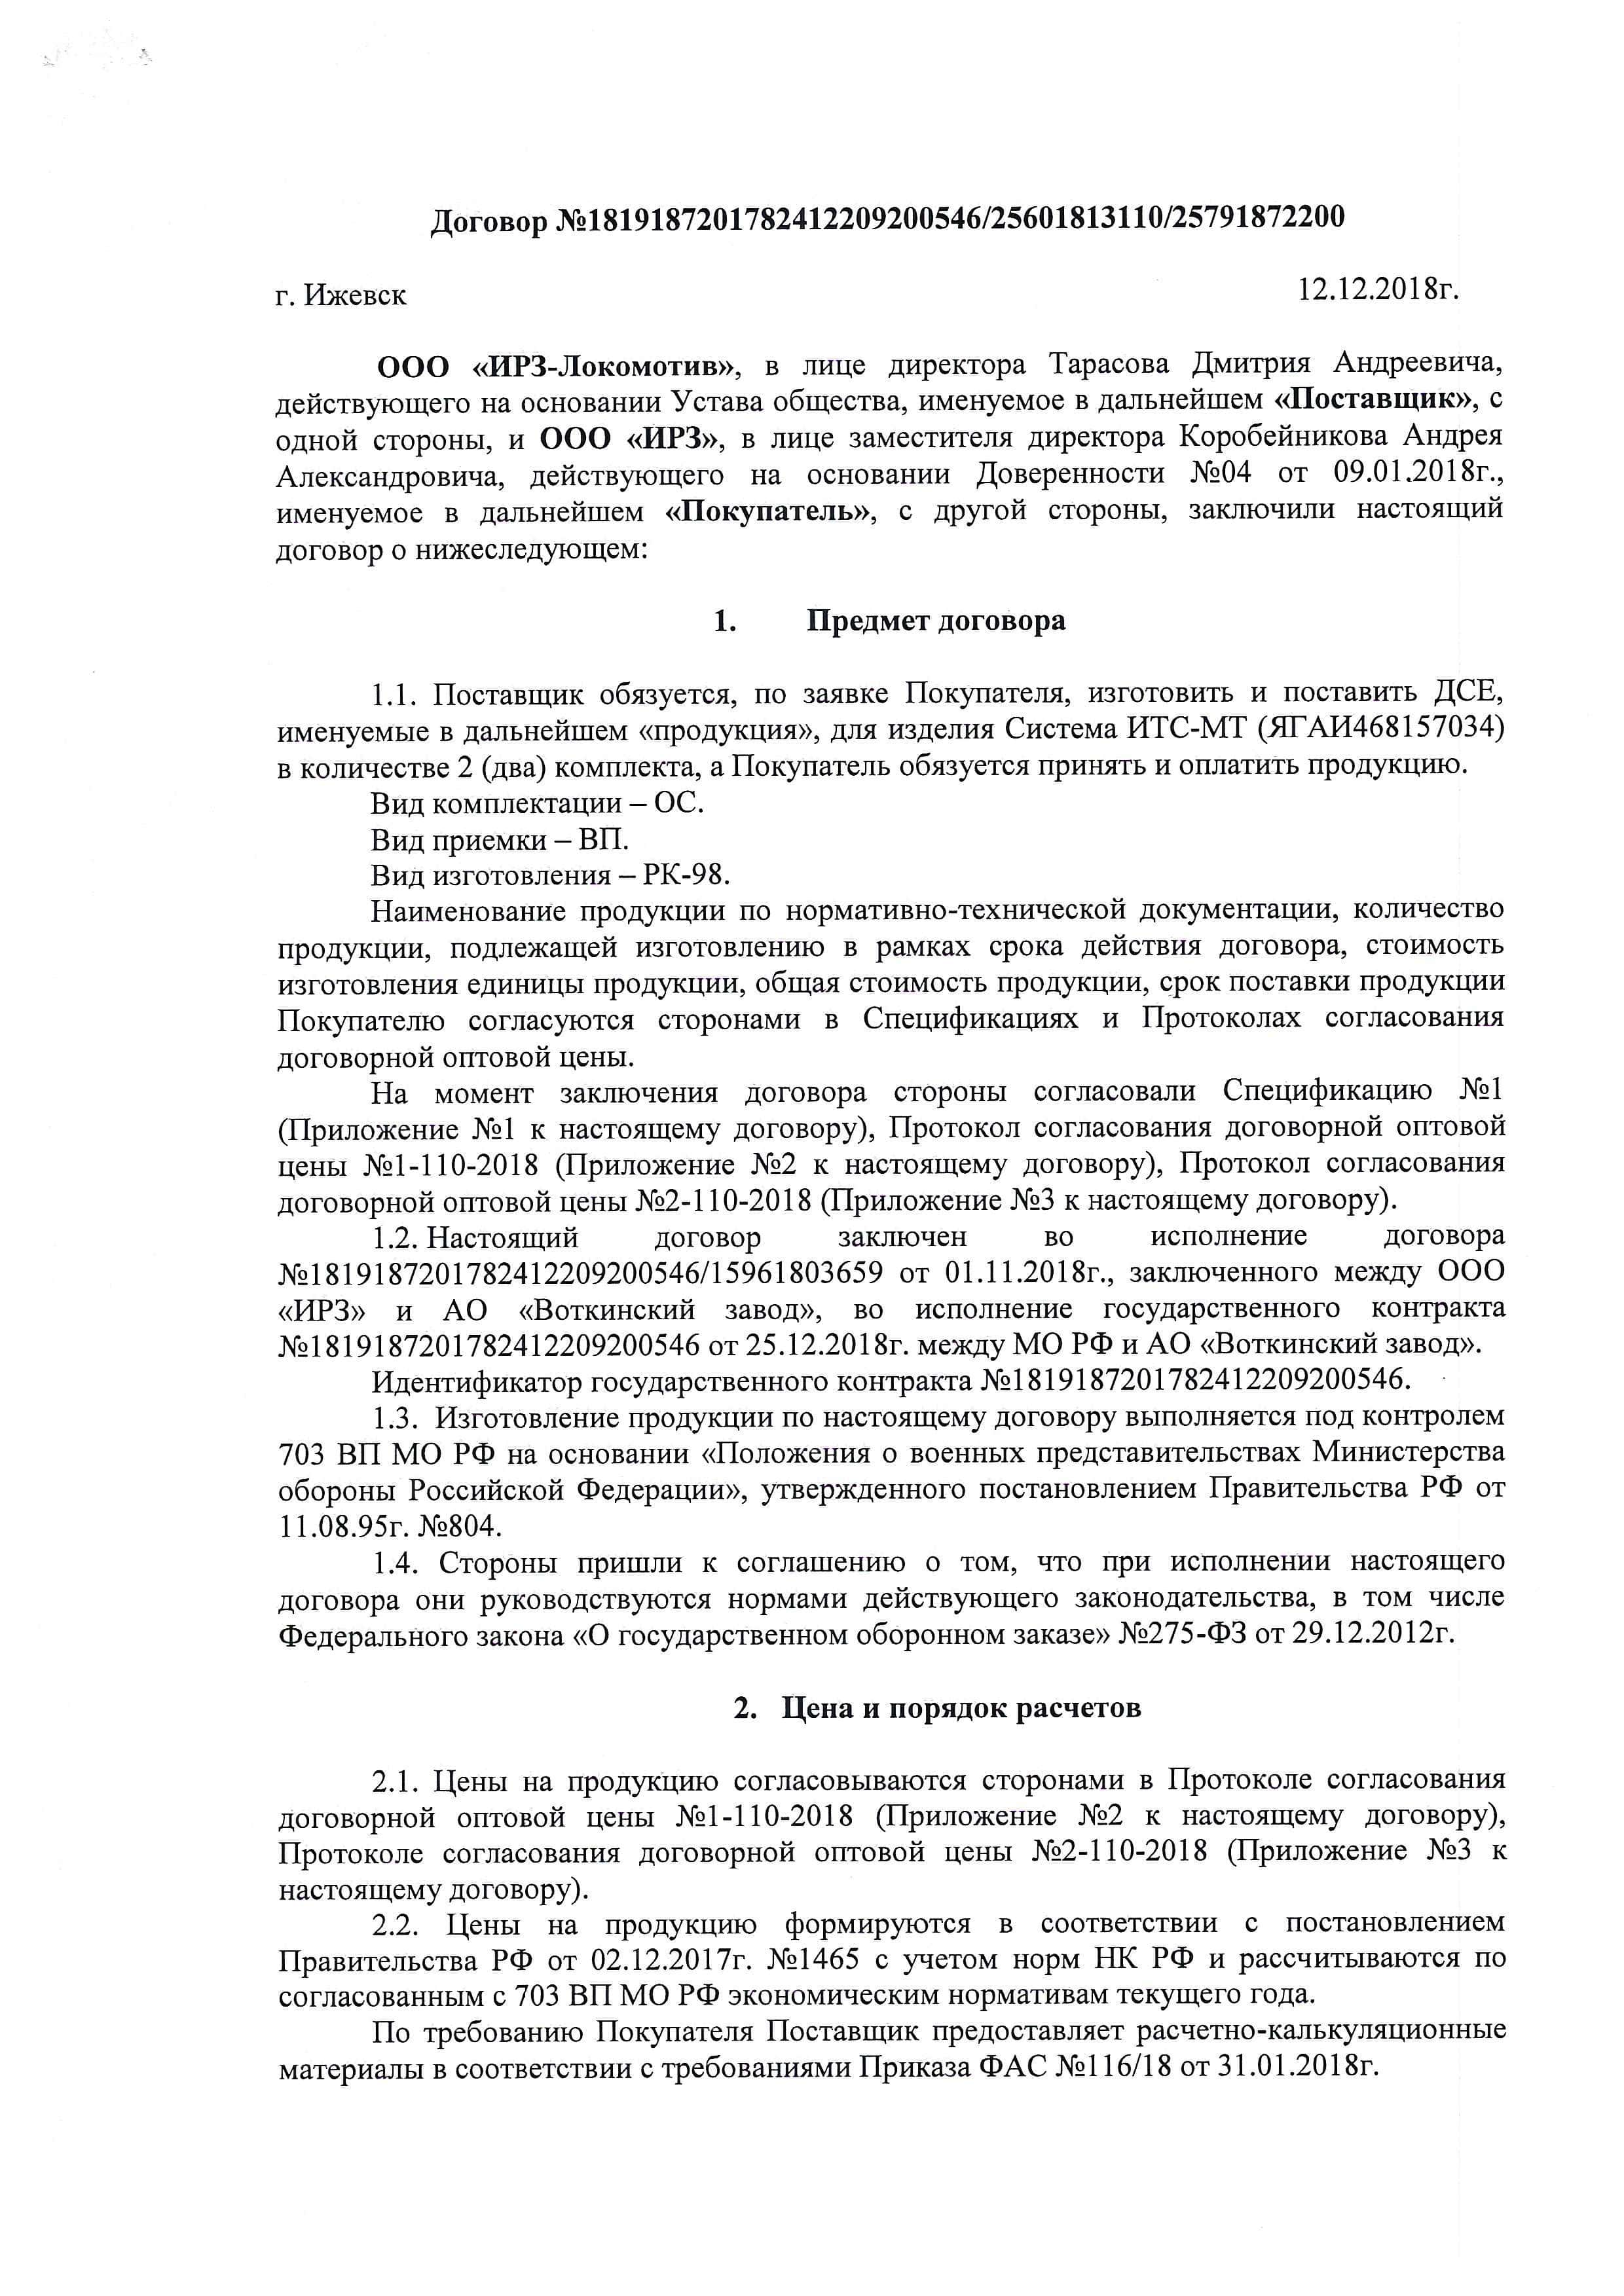 Договор №1819187201782412209200546/25601813110/25791872200
г. Ижевск 12.12.2018г.
ООО «ИРЗ-Локомотив», в лице директора Тарасова Дмитрия Андреевича,
действующего на основании Устава общества, именуемое в дальнейшем «Поставщик», с
одной стороны, и ООО «ИРЗ», в лице заместителя директора Коробейникова Андрея
Александровича, действующего на основании Доверенности №04 от 09.01.2018г.,
именуемое в дальнейшем «Покупатель», с другой стороны, заключили настоящий
договор о нижеследующем:
1. Предмет договора
1.1. Поставщик обязуется, по заявке Покупателя, изготовить и поставить ДСЕ,
именуемые в дальнейшем «продукция», для изделия Система ИТС-МТ (ЯГАИ468157034)
в количестве 2 (два) комплекта, а Покупатель обязуется принять и оплатить продукцию.
Вид комплектации – ОС.
Вид приемки – ВП.
Вид изготовления – РК-98.
Наименование продукции по нормативно-технической документации, количество
продукции, подлежащей изготовлению в рамках срока действия договора, стоимость
изготовления единицы продукции, общая стоимость продукции, срок поставки продукции
Покупателю согласуются сторонами в Спецификациях и Протоколах согласования
договорной оптовой цены.
На момент заключения договора стороны согласовали Спецификацию №1
(Приложение №1 к настоящему договору), Протокол согласования договорной оптовой
цены №1-110-2018 (Приложение №2 к настоящему договору), Протокол согласования
договорной оптовой цены №2-110-2018 (Приложение №3 к настоящему договору).
1.2. Настоящий договор заключен во исполнение договора
№1819187201782412209200546/15961803659 от 01.11.2018г., заключенного между ООО
«ИРЗ» и АО «Воткинский завод», во исполнение государственного контракта
№1819187201782412209200546 от 25.12.2018г. между МО РФ и АО «Воткинский завод».
Идентификатор государственного контракта №1819187201782412209200546.
1.3. Изготовление продукции по настоящему договору выполняется под контролем
703 ВП МО РФ на основании «Положения о военных представительствах Министерства
обороны Российской Федерации», утвержденного постановлением Правительства РФ от
11.08.95г. №804.
1.4. Стороны пришли к соглашению о том, что при исполнении настоящего
договора они руководствуются нормами действующего законодательства, в том числе
Федерального закона «О государственном оборонном заказе» №275-ФЗ от 29.12.2012г.
2. Цена и порядок расчетов
2.1. Цены на продукцию согласовываются сторонами в Протоколе согласования
договорной оптовой цены №1-110-2018 (Приложение №2 к настоящему договору),
Протоколе согласования договорной оптовой цены №2-110-2018 (Приложение №3 к
настоящему договору).
2.2. Цены на продукцию формируются в соответствии с постановлением
Правительства РФ от 02.12.2017г. №1465 с учетом норм НК РФ и рассчитываются по
согласованным с 703 ВП МО РФ экономическим нормативам текущего года.
По требованию Покупателя Поставщик предоставляет расчетно-калькуляционные
материалы в соответствии с требованиями Приказа ФАС №116/18 от 31.01.2018г.